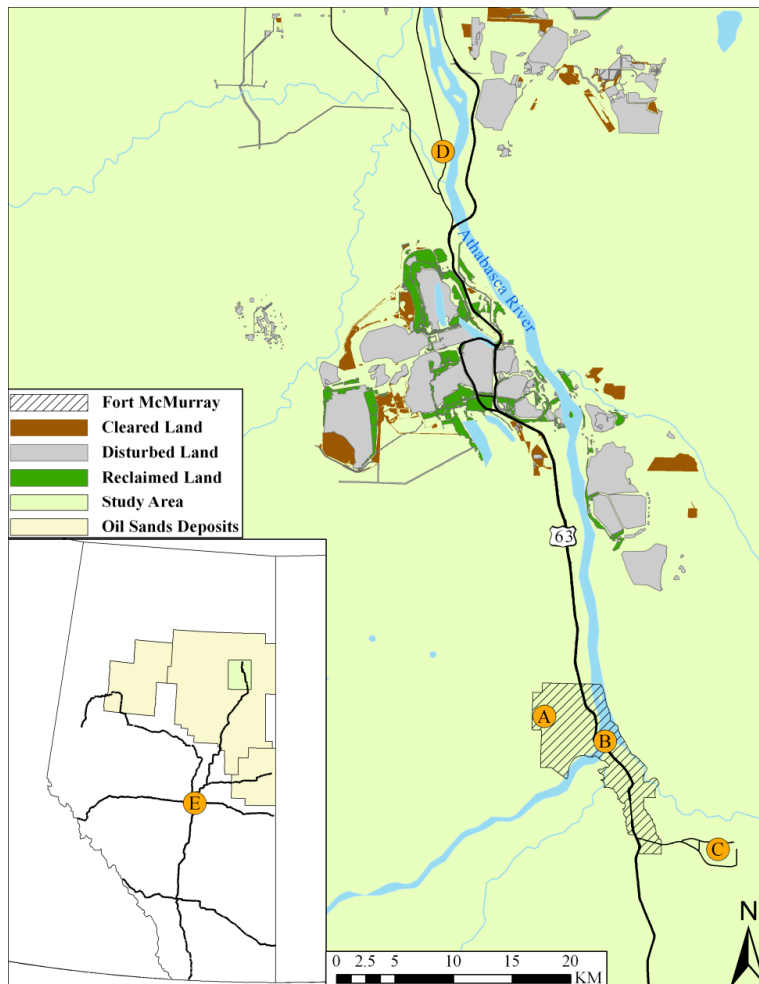 D
Athabasca River
Fort McMurray
Cleared Land
Disturbed Land
Reclaimed Land
Study Area
Oil Sands Deposits
63
A
B
E
C
N
0 2.5 5 10 15 20
KM